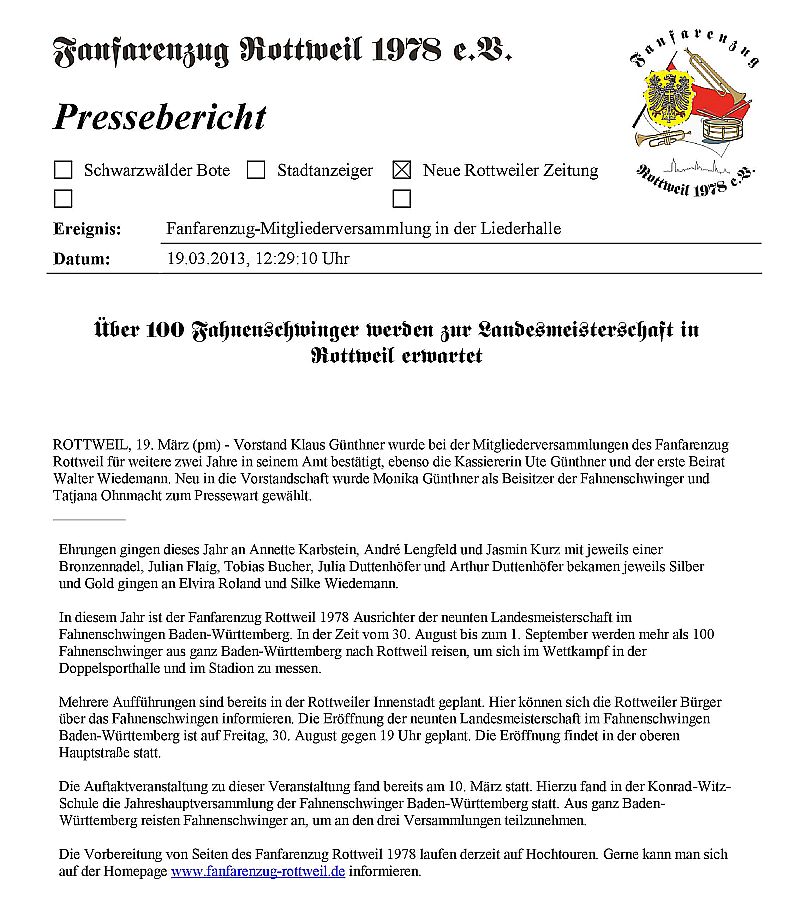 Fanfarenzug Rottweil 1978 e.V.
Fanfarenzug
Rottweil 1978 e.V.
Pressebericht
Schwarzwälder Bote Stadtanzeiger Neue Rottweiler Zeitung
Ereignis: Fanfarenzug-Mitgliederversammlung in der Liederhalle
Datum: 19.03.2013, 12:29:10 Uhr
Über 100 Fahnenschwinger werden zur Landesmeisterschaft in
Rottweil erwartet
ROTTWEIL, 19. März (pm) - Vorstand Klaus Günthner wurde bei der Mitgliederversammlungen des Fanfarenzug
Rottweil für weitere zwei Jahre in seinem Amt bestätigt, ebenso die Kassiererin Ute Günthner und der erste Beirat
Walter Wiedemann. Neu in die Vorstandschaft wurde Monika Günthner als Beisitzer der Fahnenschwinger und
Tatjana Ohnmacht zum Pressewart gewählt.
Ehrungen gingen dieses Jahr an Annette Karbstein, André Lengfeld und Jasmin Kurz mit jeweils einer
Bronzennadel, Julian Flaig, Tobias Bucher, Julia Duttenhöfer und Arthur Duttenhöfer bekamen jeweils Silber
und Gold gingen an Elvira Roland und Silke Wiedemann.
In diesem Jahr ist der Fanfarenzug Rottweil 1978 Ausrichter der neunten Landesmeisterschaft im
Fahnenschwingen Baden-Württemberg. In der Zeit vom 30. August bis zum 1. September werden mehr als 100
Fahnenschwinger aus ganz Baden-Württemberg nach Rottweil reisen, um sich im Wettkampf in der
Doppelsporthalle und im Stadion zu messen.
Mehrere Aufführungen sind bereits in der Rottweiler Innenstadt geplant. Hier können sich die Rottweiler Bürger
über das Fahnenschwingen informieren. Die Eröffnung der neunten Landesmeisterschaft im Fahnenschwingen
Baden-Württemberg ist auf Freitag, 30. August gegen 19 Uhr geplant. Die Eröffnung findet in der oberen
Hauptstraße statt.
Die Auftaktveranstaltung zu dieser Veranstaltung fand bereits am 10. März statt. Hierzu fand in der Konrad-Witz-
Schule die Jahreshauptversammlung der Fahnenschwinger Baden-Württemberg statt. Aus ganz Baden-
Württemberg reisten Fahnenschwinger an, um an den drei Versammlungen teilzunehmen.
Die Vorbereitung von Seiten des Fanfarenzug Rottweil 1978 laufen derzeit auf Hochtouren. Gerne kann man sich
auf der Homepage www.fanfarenzug-rottweil.de informieren.